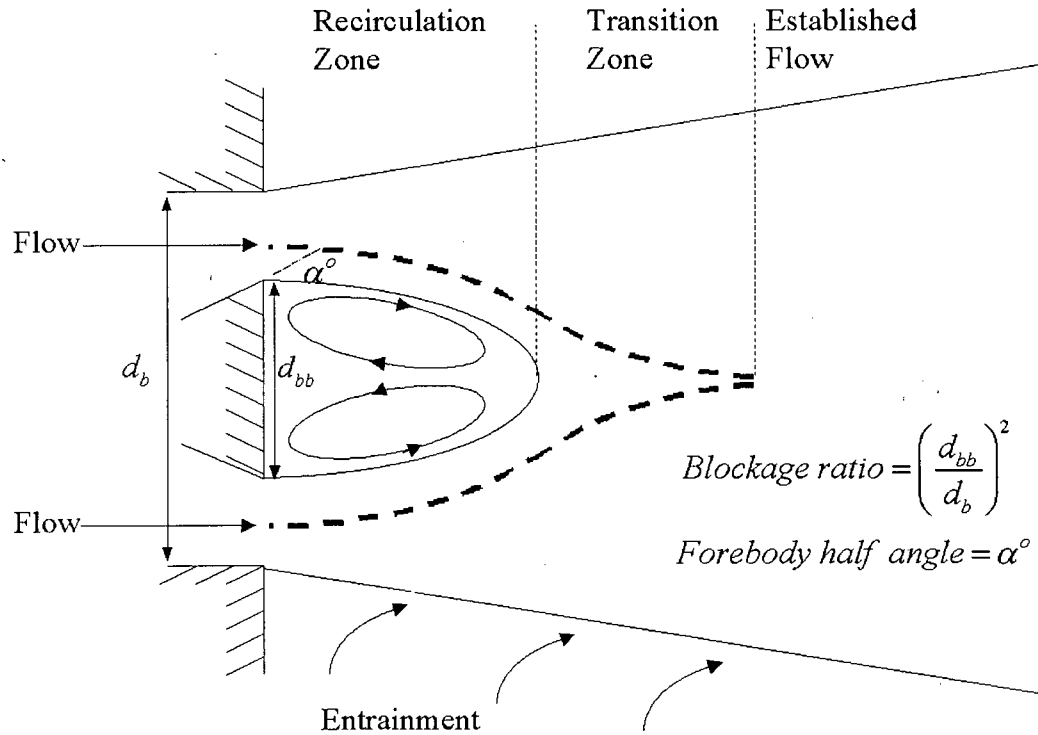 Recirculation
Zone
Transition
Zone
Established
Flow
Flow
α°
d_b
d_bb
Blockage ratio = (d_bb / d_b)^2
Flow
Forebody half angle = α°
Entrainment